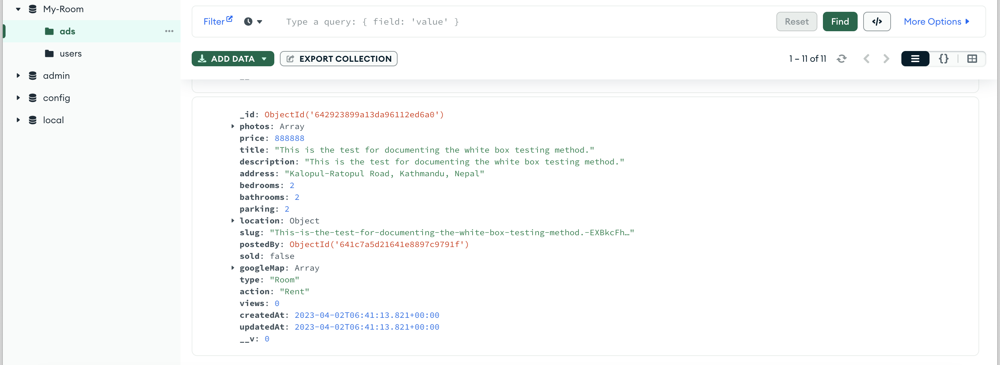 My-Room
ads
users
admin
config
local
Filter
Type a query: { field: 'value' }
Reset
Find
</>
More Options
ADD DATA
EXPORT COLLECTION
1 – 11 of 11
{}
_id: ObjectId('642923899a13da96112ed6a0')
photos: Array
price: 888888
title: "This is the test for documenting the white box testing method."
description: "This is the test for documenting the white box testing method."
address: "Kalopul-Ratopul Road, Kathmandu, Nepal"
bedrooms: 2
bathrooms: 2
parking: 2
location: Object
slug: "This-is-the-test-for-documenting-the-white-box-testing-method.-EXBkcFh…"
postedBy: ObjectId('641c7a5d21641e8897c9791f')
sold: false
googleMap: Array
type: "Room"
action: "Rent"
views: 0
createdAt: 2023-04-02T06:41:13.821+00:00
updatedAt: 2023-04-02T06:41:13.821+00:00
__v: 0